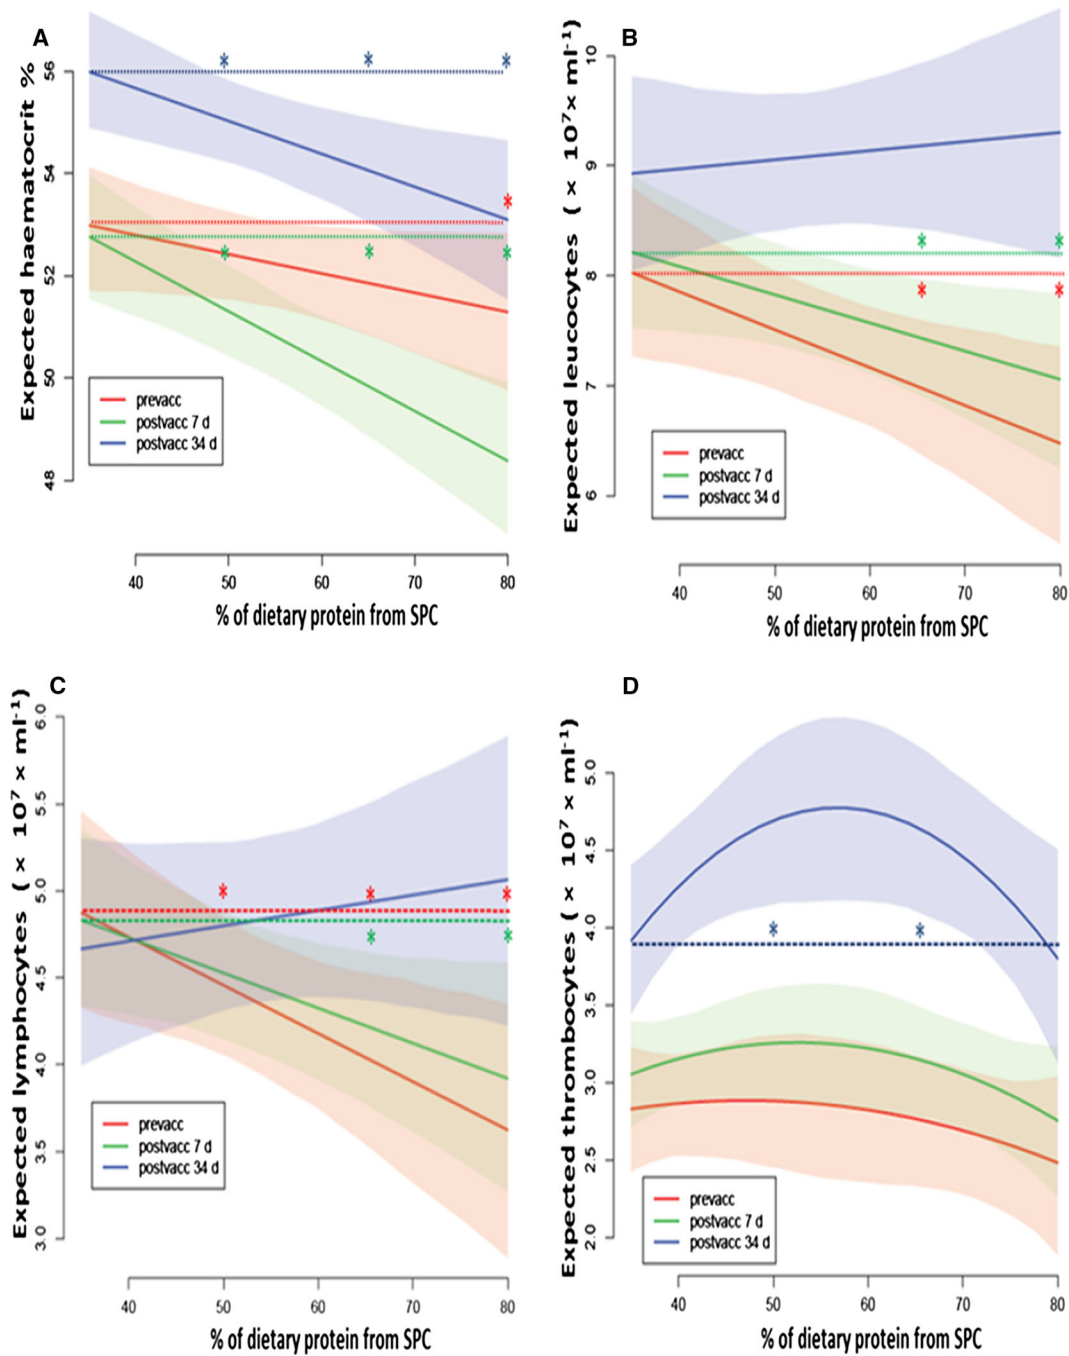 A
Expected haematocrit %
56
54
52
50
48
prevacc
postvacc 7 d
postvacc 34 d
40 50 60 70 80
% of dietary protein from SPC
B
Expected leucocytes ( × 10⁷× ml⁻¹)
10
9
8
7
6
prevacc
postvacc 7 d
postvacc 34 d
40 50 60 70 80
% of dietary protein from SPC
C
Expected lymphocytes ( × 10⁷ × ml⁻¹)
6.0
5.5
5.0
4.5
4.0
3.5
3.0
prevacc
postvacc 7 d
postvacc 34 d
40 50 60 70 80
% of dietary protein from SPC
D
Expected thrombocytes ( × 10⁷ × ml⁻¹)
5.0
4.5
4.0
3.5
3.0
2.5
2.0
prevacc
postvacc 7 d
postvacc 34 d
40 50 60 70 80
% of dietary protein from SPC